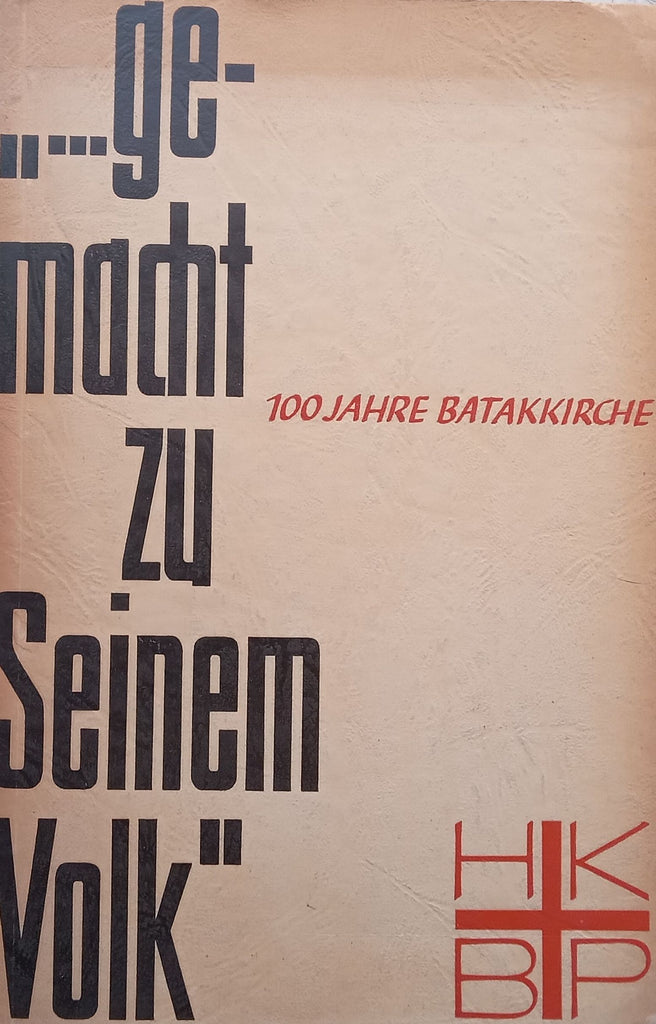 „...ge-
macht
zu
Seinem
Volk"
100 JAHRE BATAKKIRCHE
HK
BP